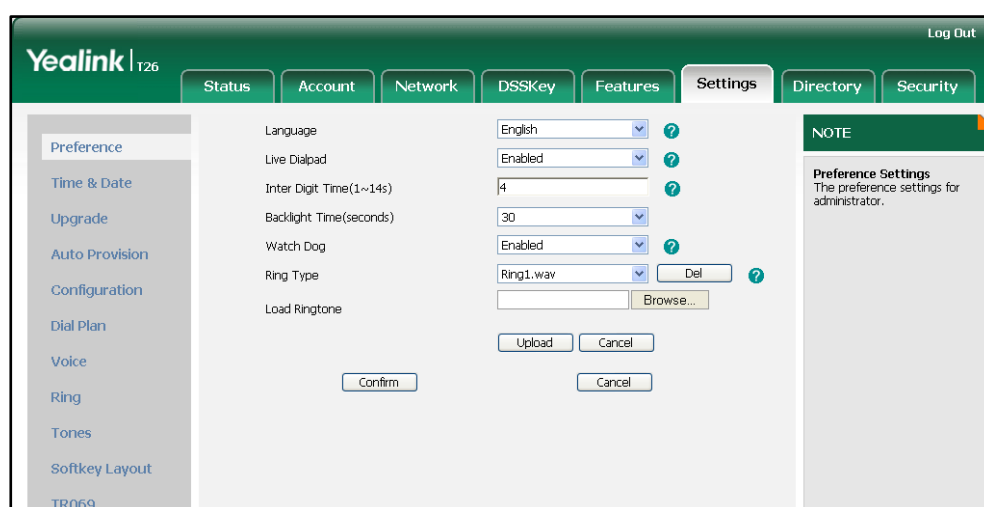 Log Out
Yealink | T26
Status Account Network DSSKey Features Settings Directory Security
Preference
Time & Date
Upgrade
Auto Provision
Configuration
Dial Plan
Voice
Ring
Tones
Softkey Layout
TR069
Language English ?
Live Dialpad Enabled ?
Inter Digit Time(1~14s) 4 ?
Backlight Time(seconds) 30
Watch Dog Enabled ?
Ring Type Ring1.wav Del ?
Load Ringtone Browse...
Upload Cancel
Confirm Cancel
NOTE
Preference Settings
The preference settings for
administrator.